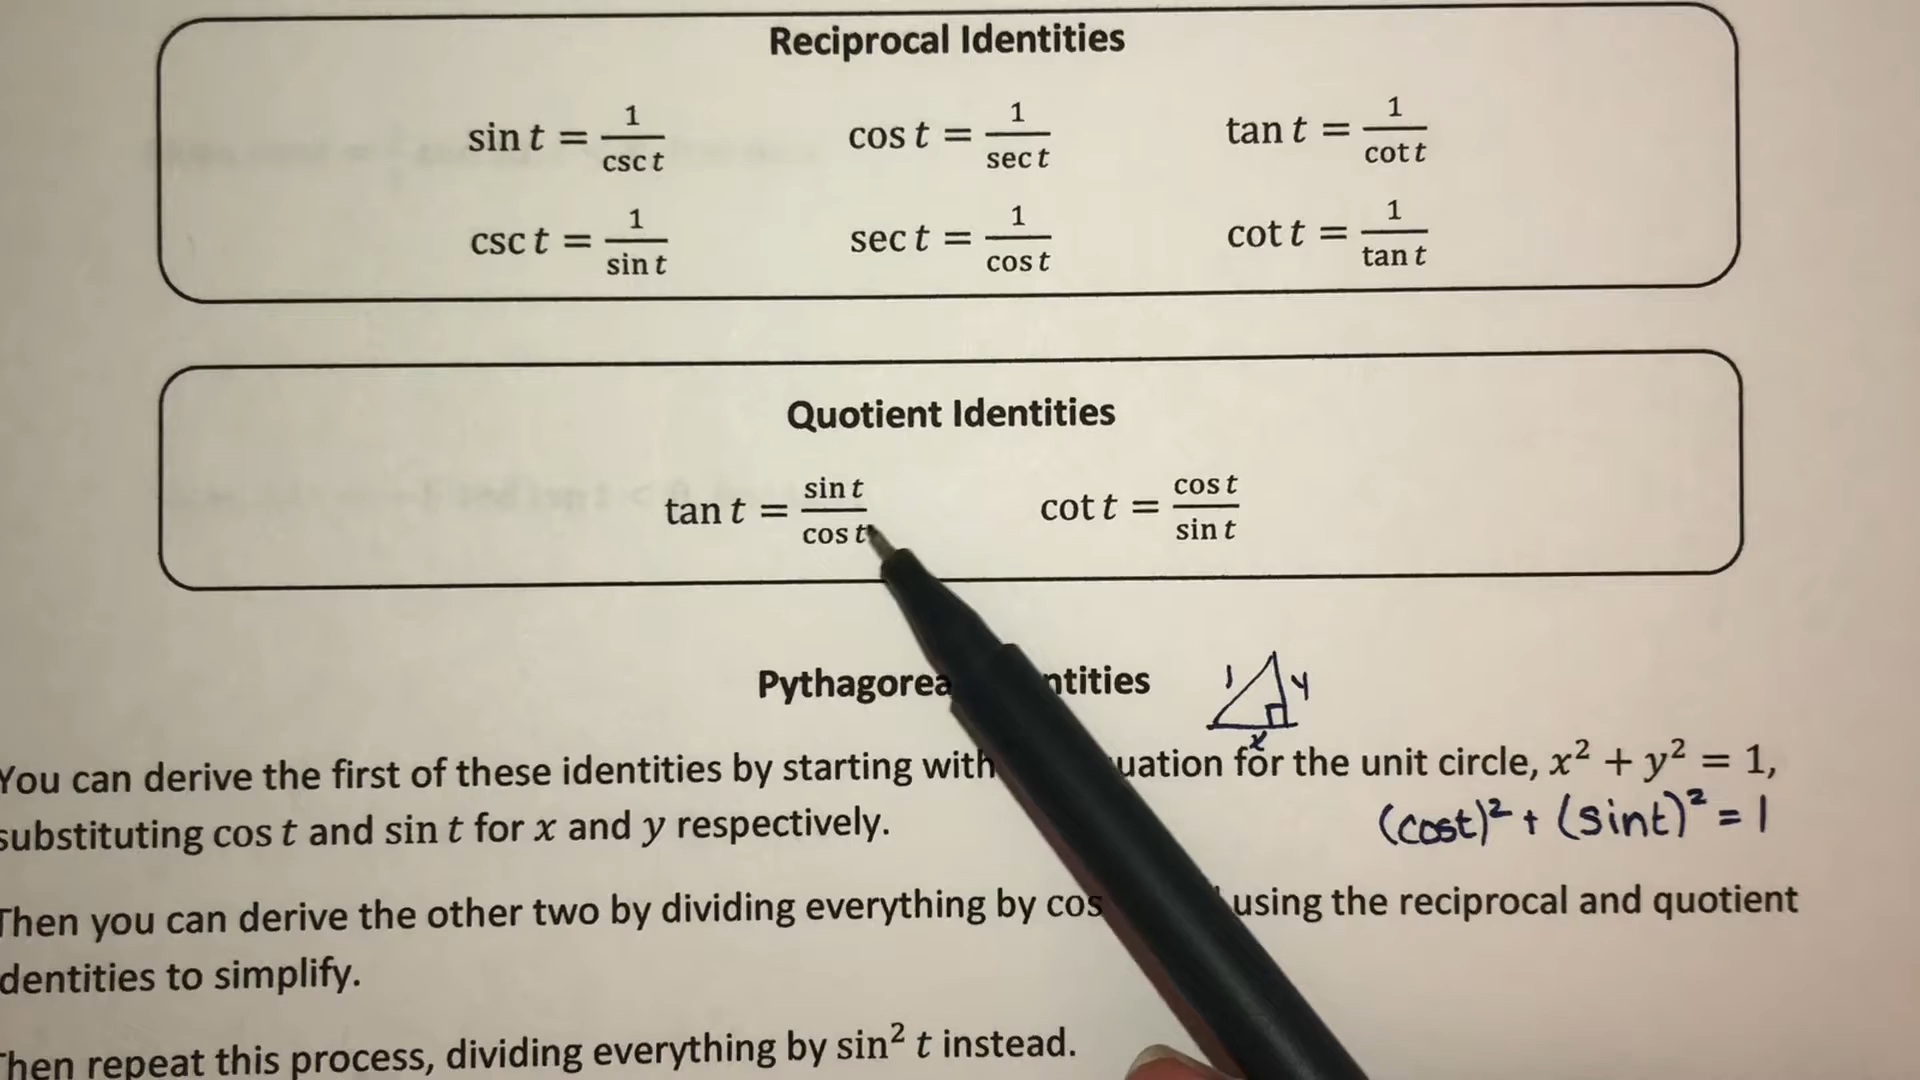 Reciprocal Identities
sin t = 1/csc t    cos t = 1/sec t    tan t = 1/cot t
csc t = 1/sin t    sec t = 1/cos t    cot t = 1/tan t
Quotient Identities
tan t = sin t/cos t    cot t = cos t/sin t
Pythagorea ntities
1 y
x
You can derive the first of these identities by starting with uation for the unit circle, x² + y² = 1,
substituting cos t and sin t for x and y respectively.
(cost)² + (sint)² = 1
Then you can derive the other two by dividing everything by cos using the reciprocal and quotient
dentities to simplify.
hen repeat this process, dividing everything by sin² t instead.